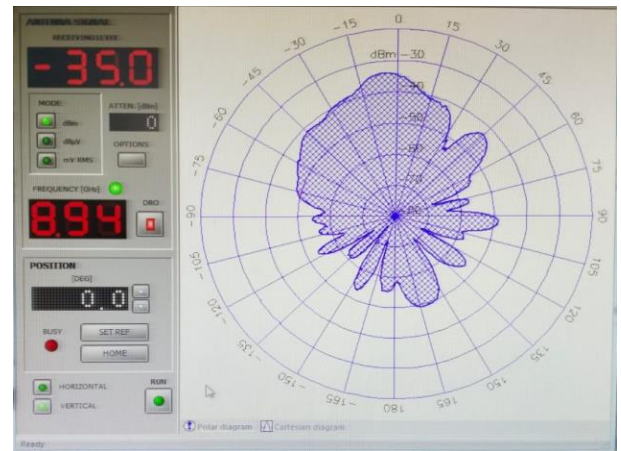 ANTENNA SIGNAL
RECEIVING LEVEL
-35.0
MODE:
dBm
dBµV
mV RMS
ATTEN: [dBm]
0
OPTIONS:
FREQUENCY [GHz]
8.94
DRO
POSITION
[DEG]
0.0
BUSY
SET REF
HOME
HORIZONTAL
VERTICAL
RUN
dBm
-30
-40
-50
-60
-70
-80
0
15
30
45
60
75
90
105
120
135
150
165
180
-165
-150
-135
-120
-105
-90
-75
-60
-45
-30
-15
Polar diagram
Cartesian diagram
Ready